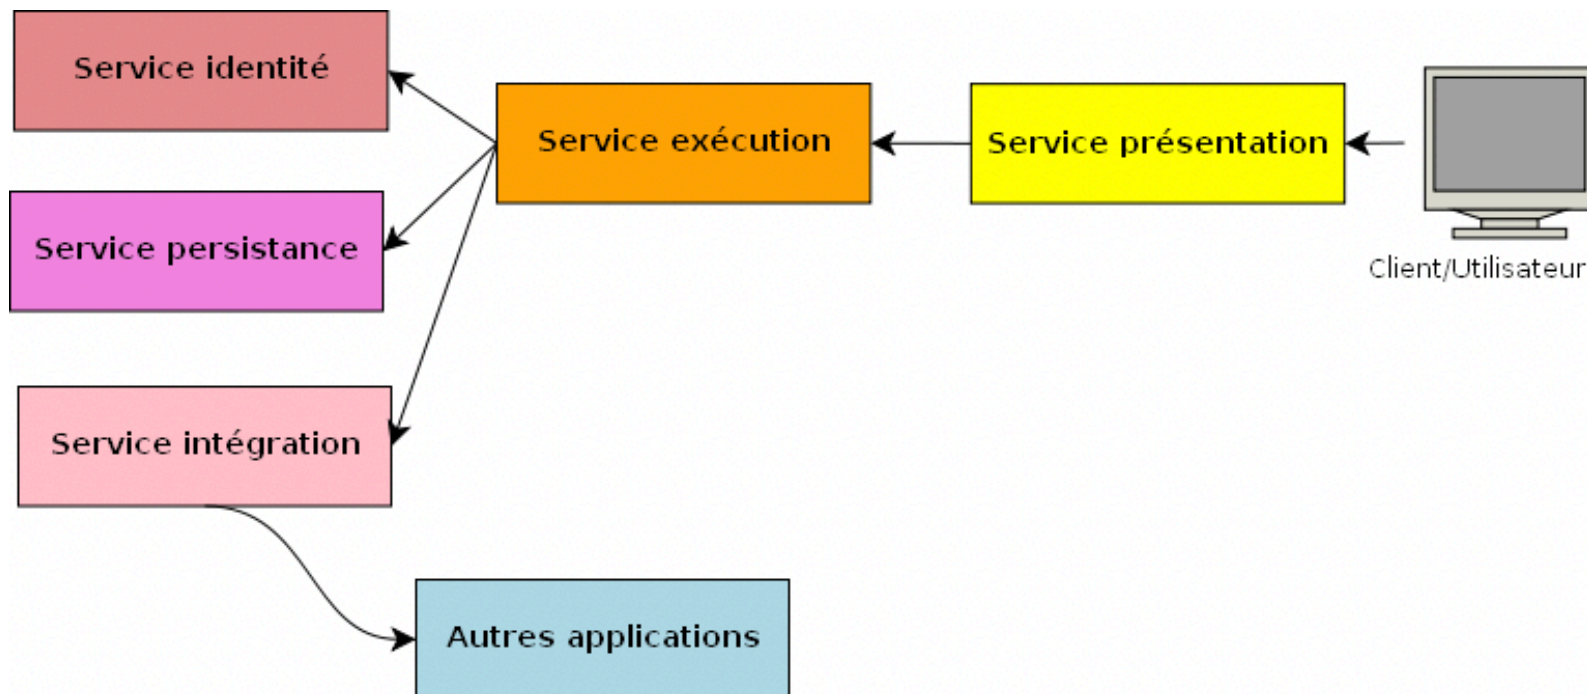 Service identité
Service exécution
Service présentation
Service persistance
Client/Utilisateur
Service intégration
Autres applications